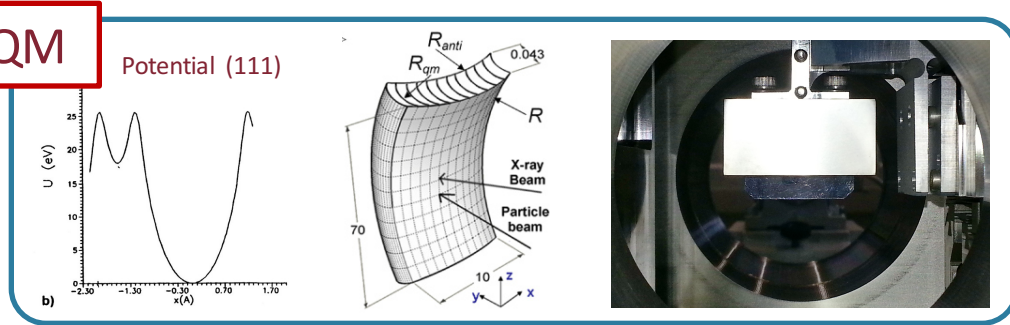 QM
Potential (111)
25
20
15
10
5
0
U (eV)
-2.30
-1.30
-0.30
0.70
1.70
x(A)
b)
R_anti
R_qm
0.043
R
X-ray
Beam
Particle
beam
70
10
z
y
x